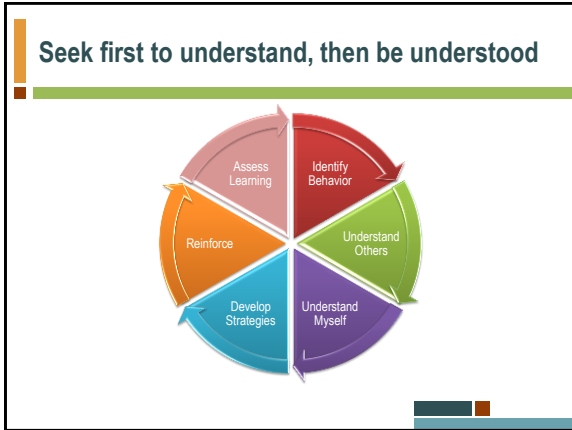 Seek first to understand, then be understood
Identify
Behavior
Understand
Others
Understand
Myself
Develop
Strategies
Reinforce
Assess
Learning